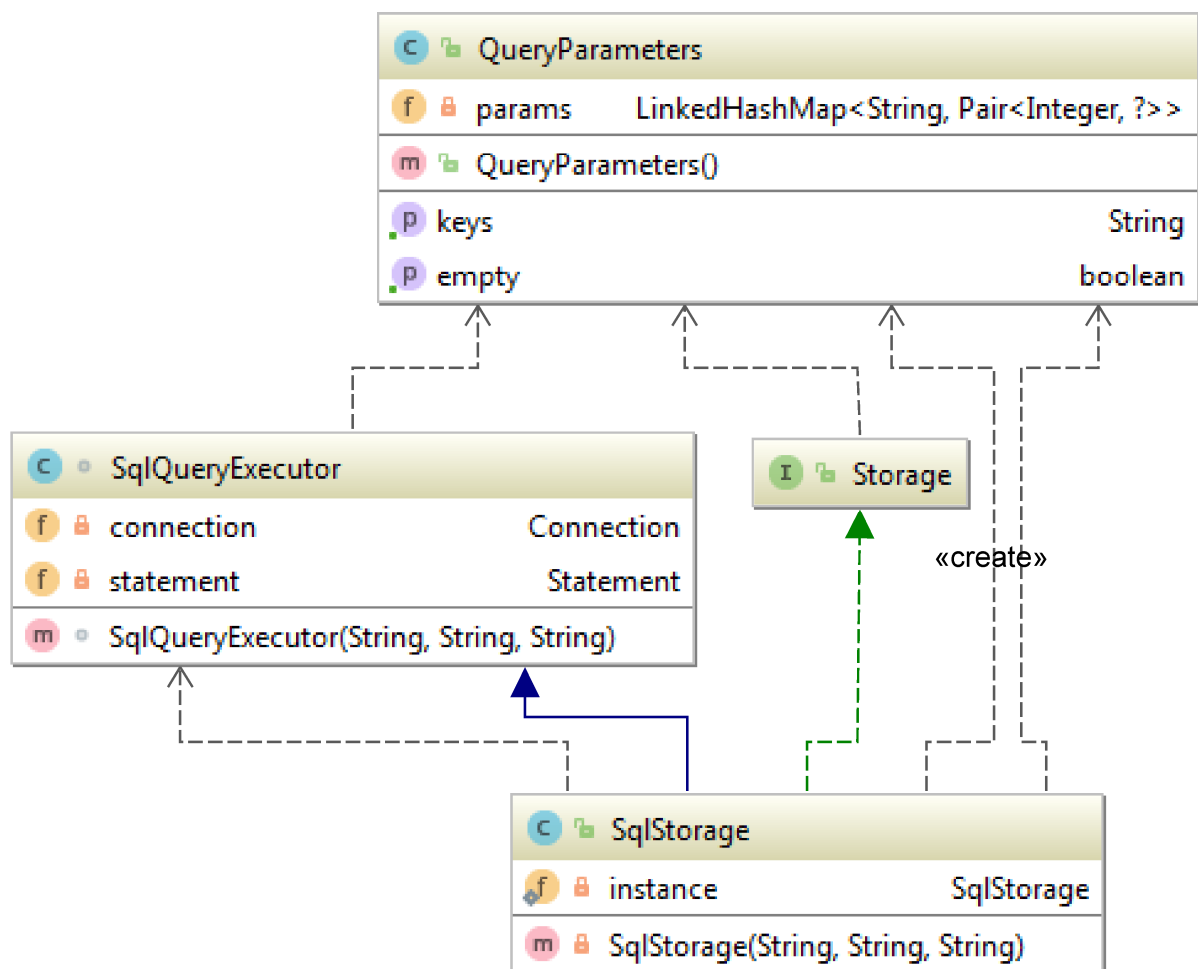 C QueryParameters
f params LinkedHashMap<String, Pair<Integer, ?>>
m QueryParameters()
p keys String
p empty boolean
C SqlQueryExecutor
f connection Connection
f statement Statement
m SqlQueryExecutor(String, String, String)
I Storage
«create»
C SqlStorage
f instance SqlStorage
m SqlStorage(String, String, String)